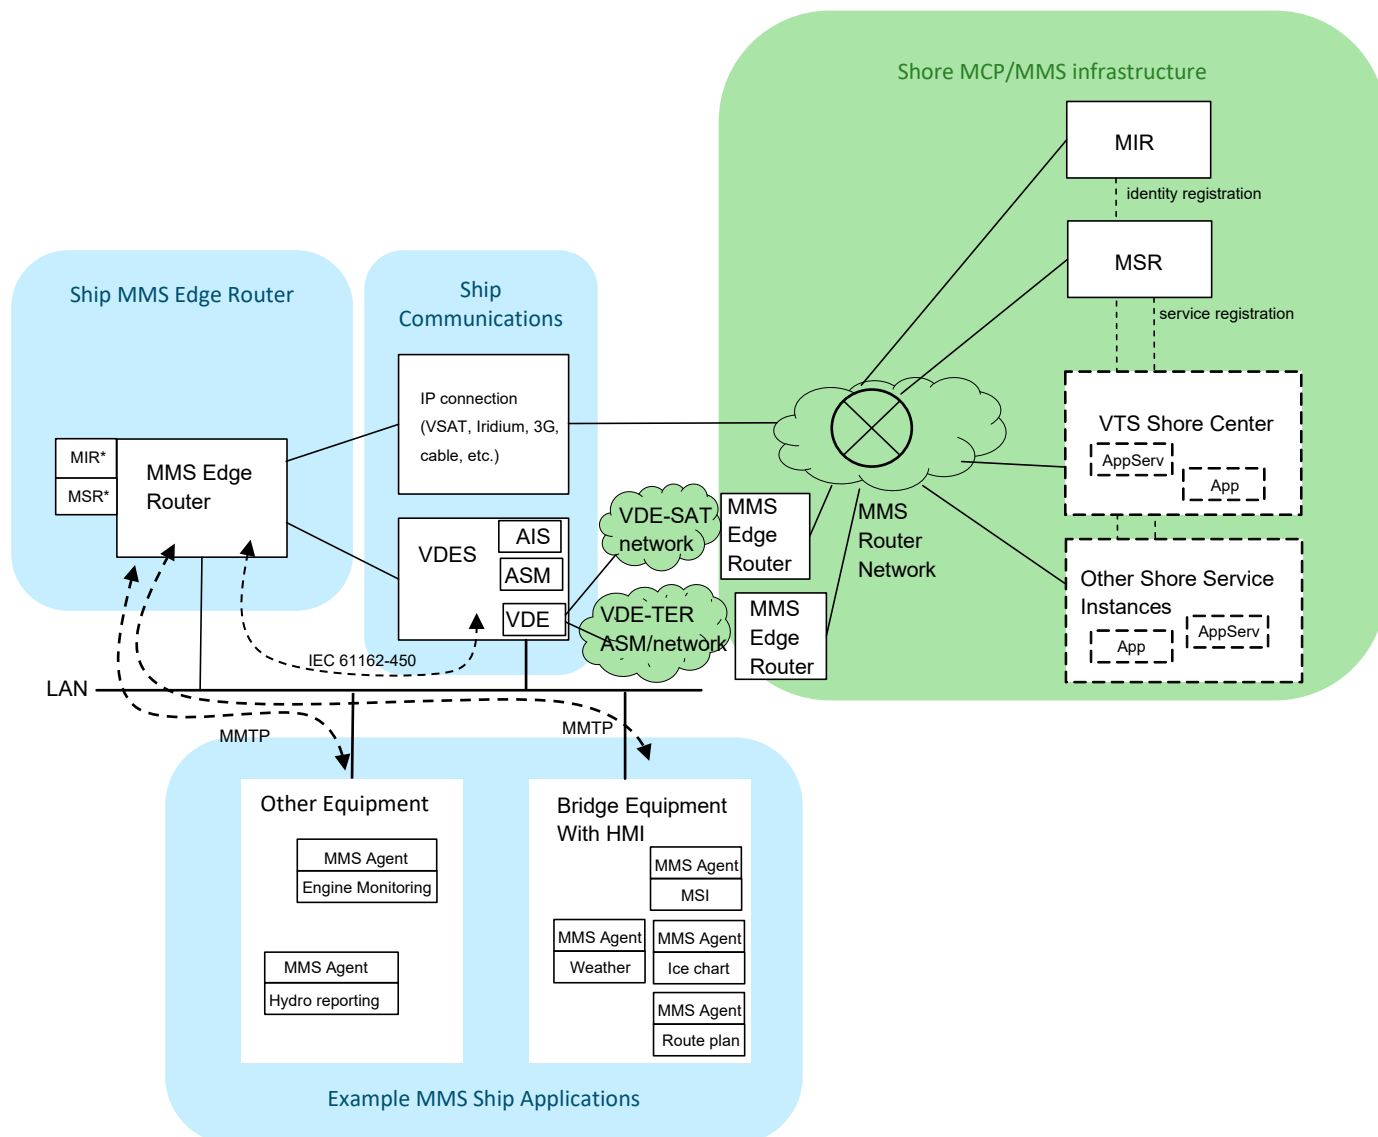 Shore MCP/MMS infrastructure
MIR
identity registration
MSR
service registration
Ship MMS Edge Router
Ship
Communications
IP connection
(VSAT, Iridium, 3G,
cable, etc.)
MIR*
MSR*
MMS Edge
Router
VDES
AIS
ASM
VDE
VDE-SAT
network
VDE-TER
ASM/network
MMS
Edge
Router
MMS
Edge
Router
MMS
Router
Network
VTS Shore Center
AppServ
App
Other Shore Service
Instances
App
AppServ
IEC 61162-450
LAN
MMTP
MMTP
Other Equipment
MMS Agent
Engine Monitoring
MMS Agent
Hydro reporting
Bridge Equipment
With HMI
MMS Agent
MSI
MMS Agent
Weather
MMS Agent
Ice chart
MMS Agent
Route plan
Example MMS Ship Applications